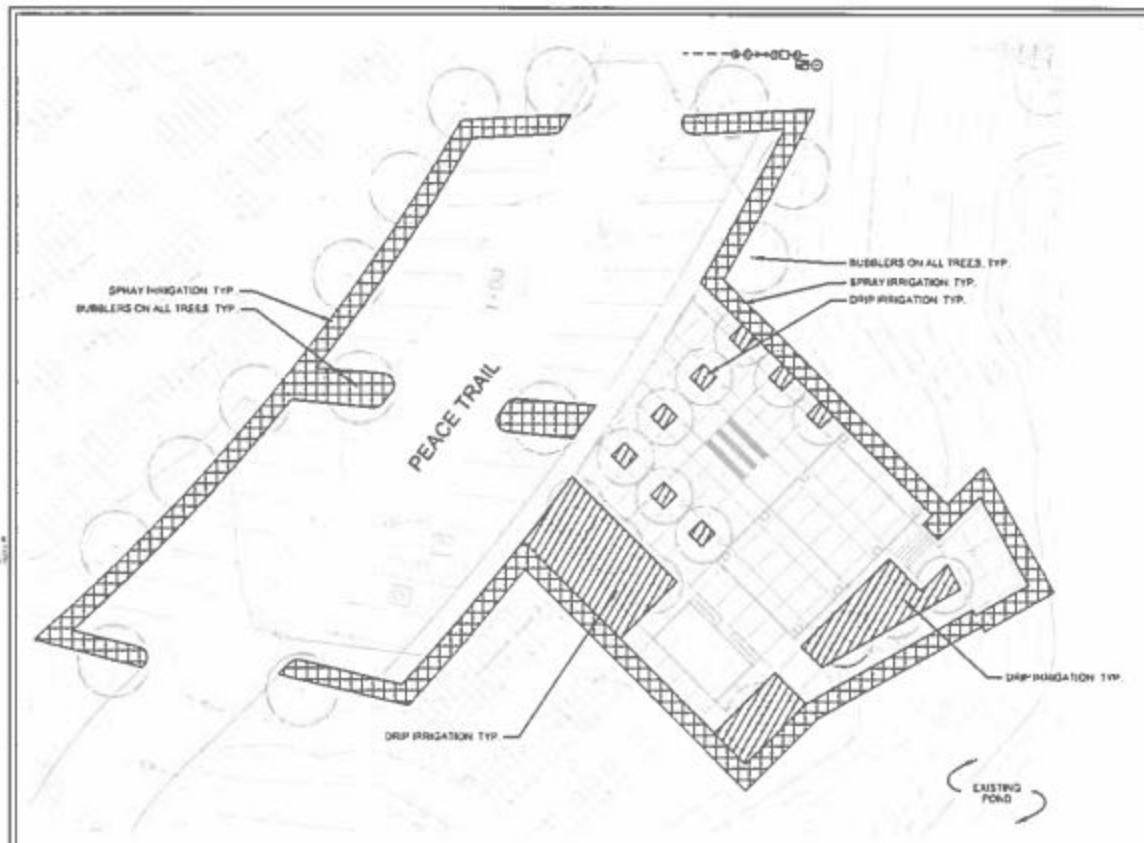 BUBBLERS ON ALL TREES, TYP.
SPRAY IRRIGATION TYP.
DRIP IRRIGATION TYP.
SPRAY IRRIGATION TYP.
BUBBLERS ON ALL TREES TYP.
PEACE TRAIL
DRIP IRRIGATION TYP.
DRIP IRRIGATION TYP.
EXISTING
POND